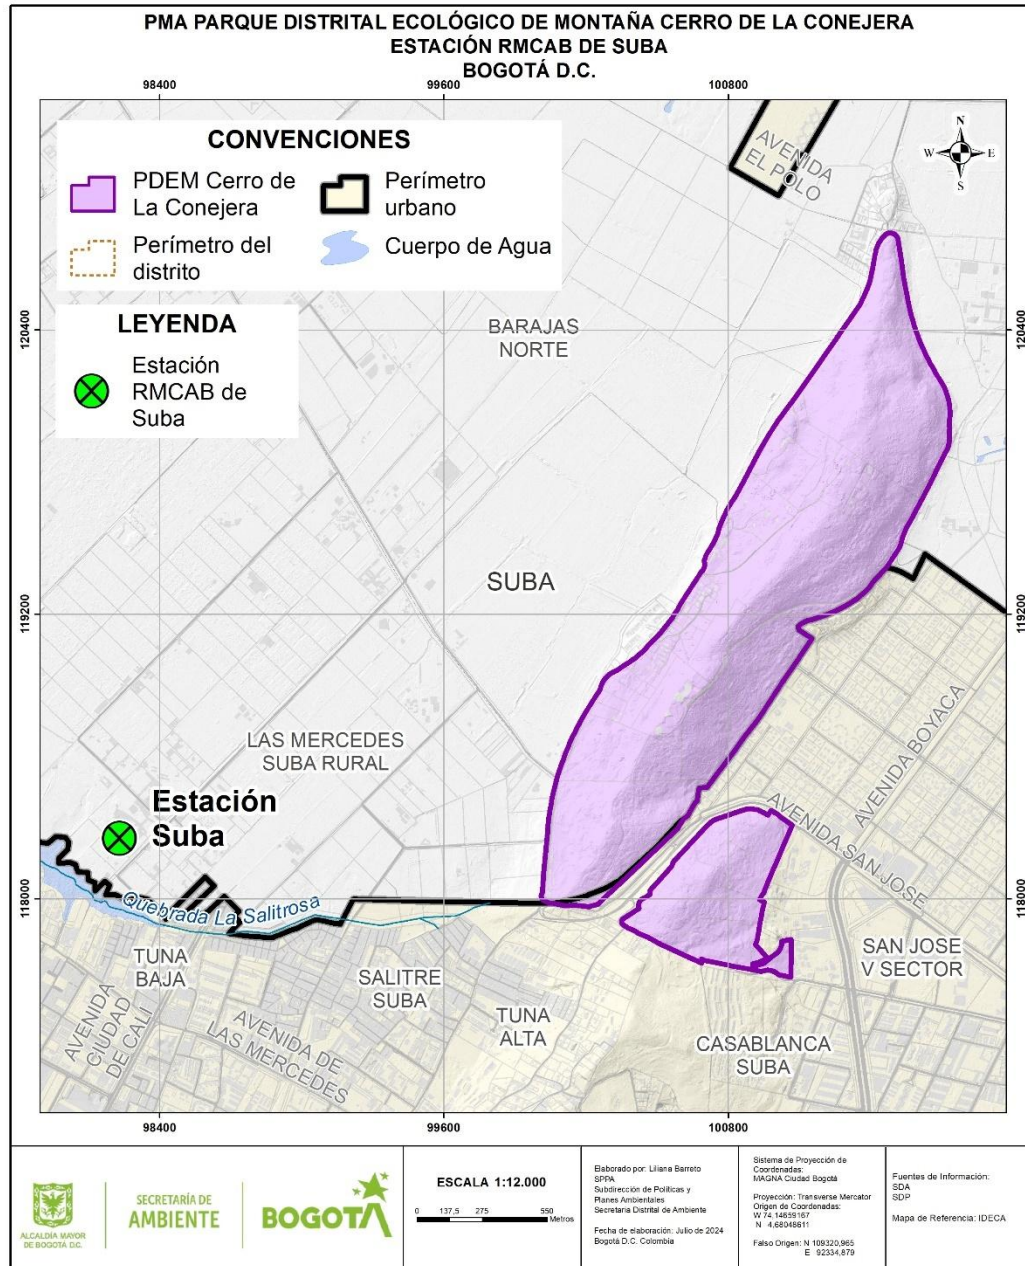 PMA PARQUE DISTRITAL ECOLÓGICO DE MONTAÑA CERRO DE LA CONEJERA
ESTACIÓN RMCAB DE SUBA
BOGOTÁ D.C.
98400
99600
100800
CONVENCIONES
PDEM Cerro de
La Conejera
Perímetro
urbano
Perímetro del
distrito
Cuerpo de Agua
LEYENDA
Estación
RMCAB de
Suba
N
W
E
S
AVENIDA
EL POLO
120400
120400
BARAJAS
NORTE
SUBA
119200
119200
LAS MERCEDES
SUBA RURAL
AVENIDA BOYACA
Estación
Suba
AVENIDA SAN JOSE
118000
118000
Quebrada La Salitrosa
TUNA
BAJA
SALITRE
SUBA
SAN JOSE
V SECTOR
AVENIDA
CIUDAD
DE CALI
AVENIDA DE
LAS MERCEDES
TUNA
ALTA
CASABLANCA
SUBA
98400
99600
100800
ALCALDÍA MAYOR
DE BOGOTÁ D.C.
SECRETARÍA DE
AMBIENTE
BOGOTÁ
ESCALA 1:12.000
0 137,5 275 550
Metros
Elaborado por: Liliana Barreto
SPPA
Subdirección de Políticas y
Planes Ambientales
Secretaria Distrital de Ambiente
Fecha de elaboración: Julio de 2024
Bogotá D.C. Colombia
Sistema de Proyección de
Coordenadas:
MAGNA Ciudad Bogotá
Proyección: Transverse Mercator
Origen de Coordenadas:
W 74,14659167
N 4,68048611
Falso Origen: N 109320,965
E 92334,879
Fuentes de Información:
SDA
SDP
Mapa de Referencia: IDECA